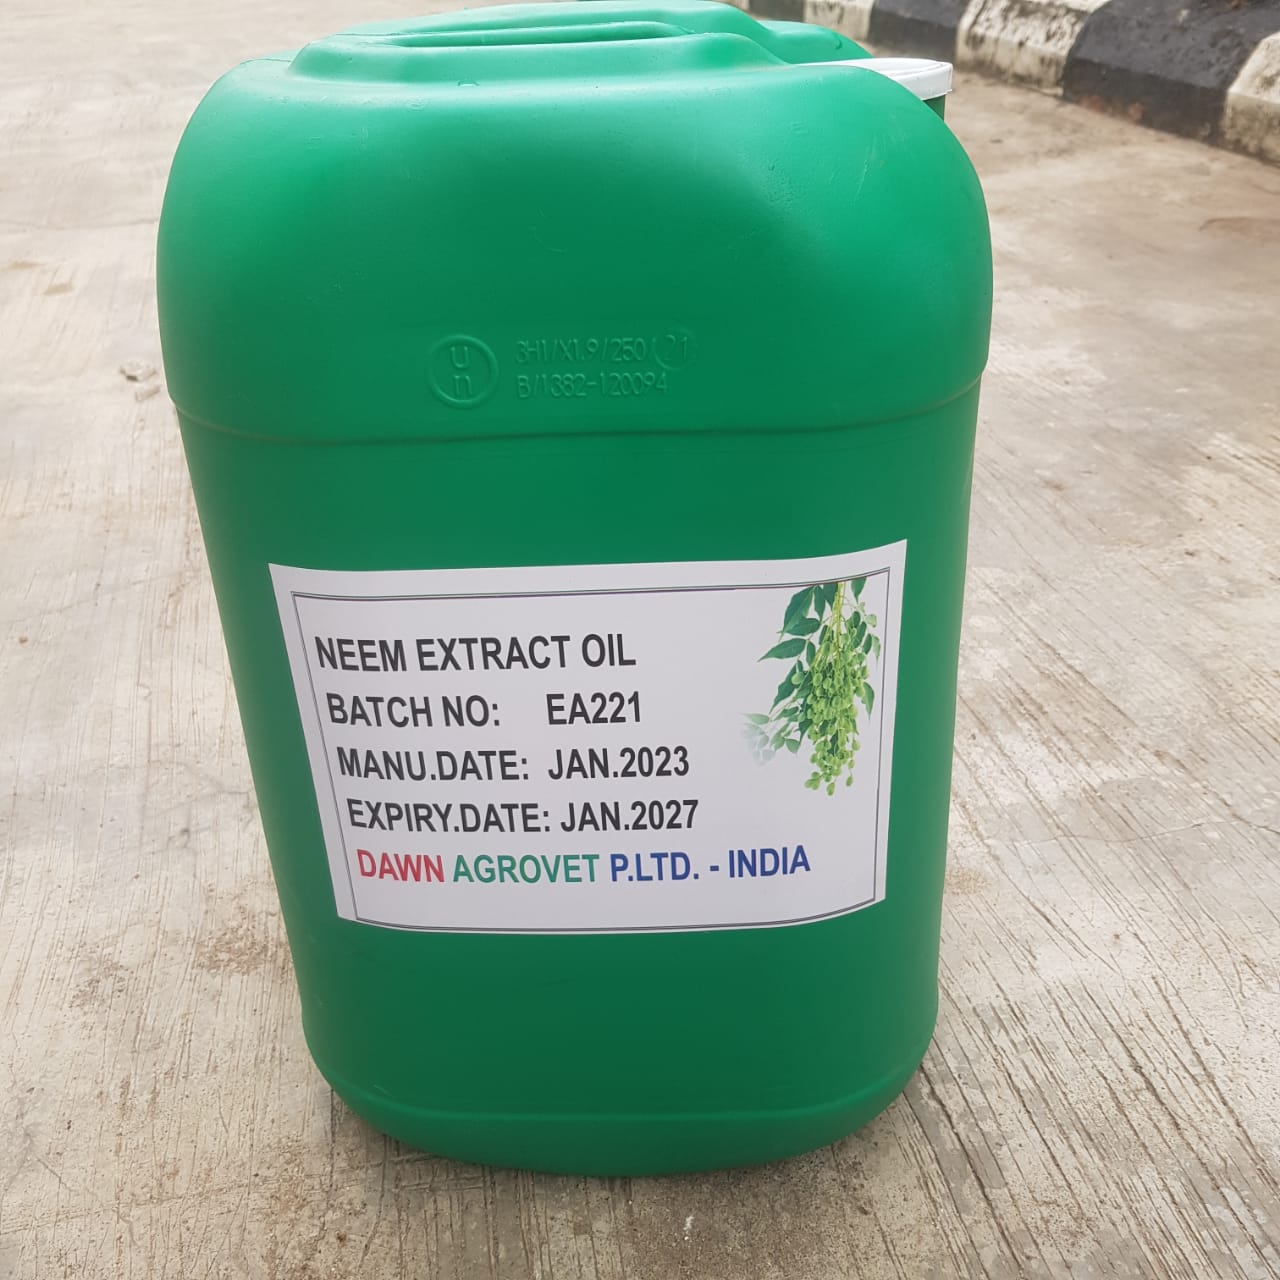 u
n
3H1/X1.9/250/21
B/1382-120094
NEEM EXTRACT OIL
BATCH NO: EA221
MANU.DATE: JAN.2023
EXPIRY.DATE: JAN.2027
DAWN AGROVET P.LTD. - INDIA